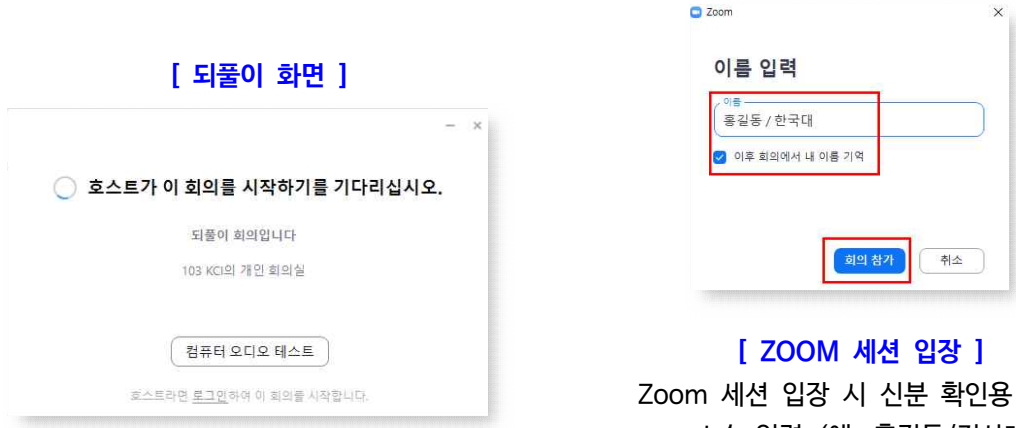 [ 되풀이 화면 ]
호스트가 이 회의를 시작하기를 기다리십시오.
되풀이 회의입니다
103 KCI의 개인 회의실
컴퓨터 오디오 테스트
호스트라면 로그인하여 이 회의를 시작합니다.
Zoom
이름 입력
이름
홍길동 / 한국대
이후 회의에서 내 이름 기억
회의 참가 취소
[ ZOOM 세션 입장 ]
Zoom 세션 입장 시 신분 확인용